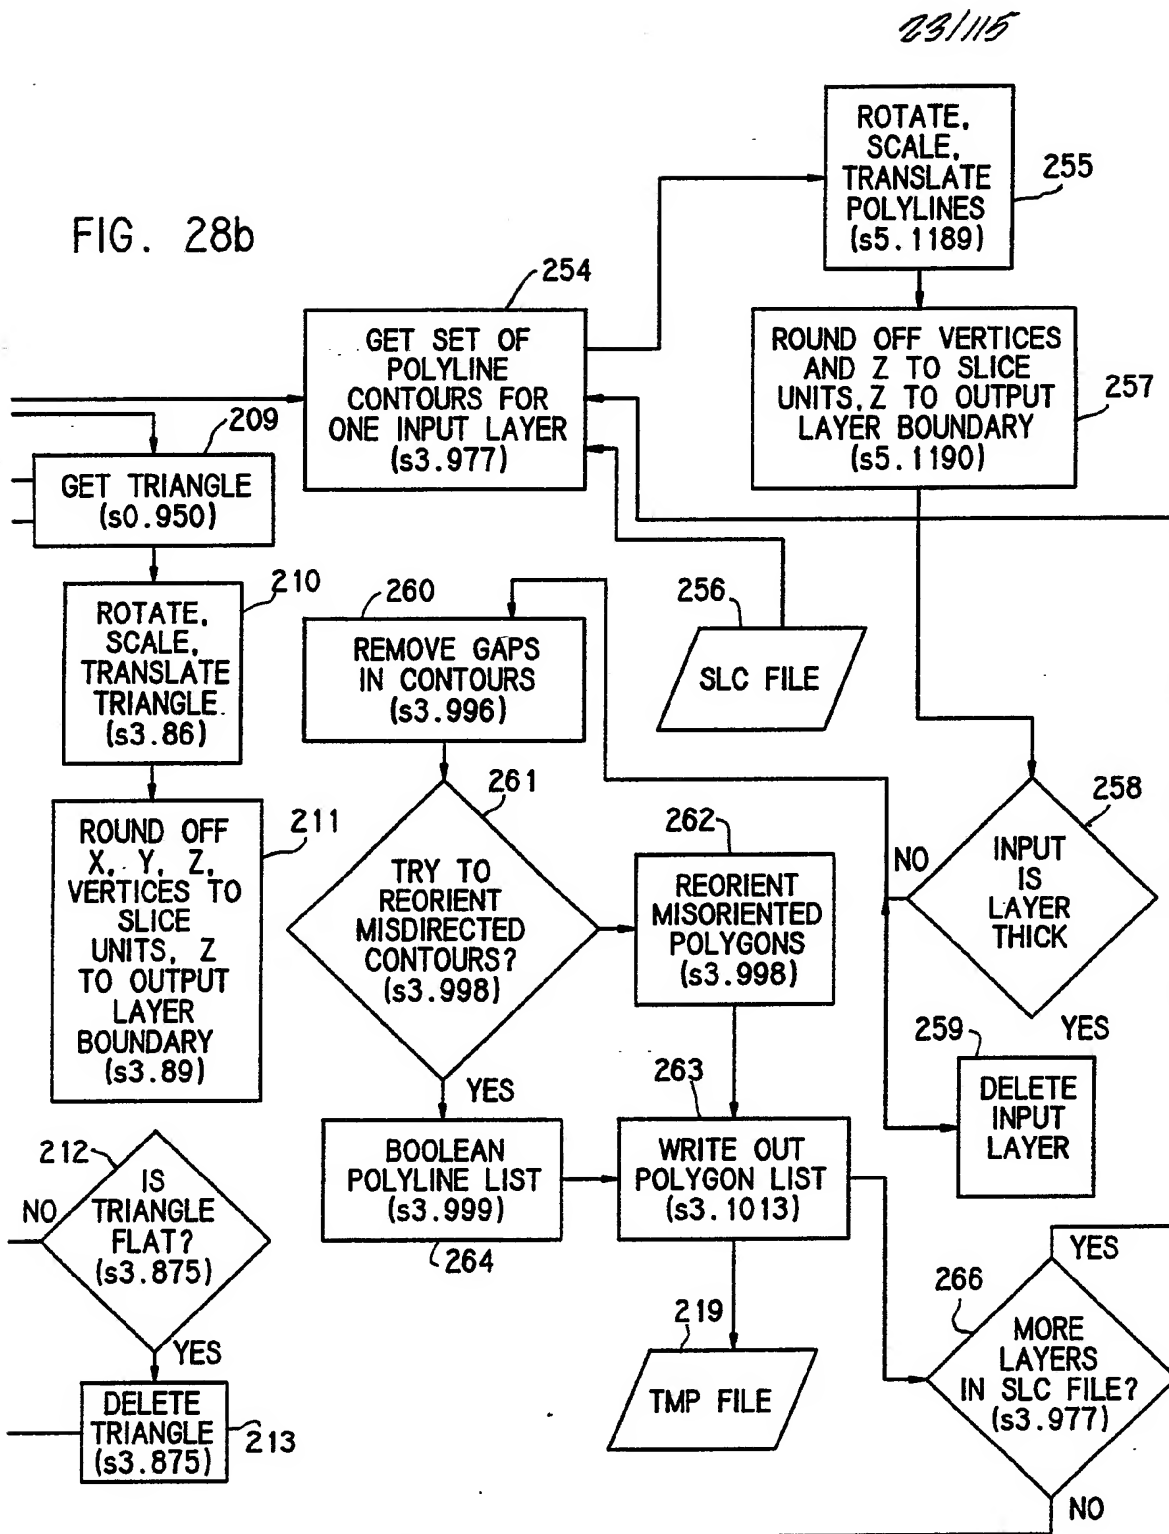 23/115
FIG. 28b
ROTATE,
SCALE,
TRANSLATE
POLYLINES
(s5.1189)
255
254
GET SET OF
POLYLINE
CONTOURS FOR
ONE INPUT LAYER
(s3.977)
ROUND OFF VERTICES
AND Z TO SLICE
UNITS, Z TO OUTPUT
LAYER BOUNDARY
(s5.1190)
257
209
GET TRIANGLE
(s0.950)
210
ROTATE,
SCALE,
TRANSLATE
TRIANGLE
(s3.86)
260
REMOVE GAPS
IN CONTOURS
(s3.996)
256
SLC FILE
211
ROUND OFF
X, Y, Z,
VERTICES TO
SLICE
UNITS, Z
TO OUTPUT
LAYER
BOUNDARY
(s3.89)
261
TRY TO
REORIENT
MISDIRECTED
CONTOURS?
(s3.998)
YES
262
REORIENT
MISORIENTED
POLYGONS
(s3.998)
258
NO
INPUT
IS
LAYER
THICK
YES
259
DELETE
INPUT
LAYER
263
WRITE OUT
POLYGON LIST
(s3.1013)
BOOLEAN
POLYLINE LIST
(s3.999)
264
212
NO
IS
TRIANGLE
FLAT?
(s3.875)
YES
DELETE
TRIANGLE
(s3.875)
213
219
TMP FILE
266
YES
MORE
LAYERS
IN SLC FILE?
(s3.977)
NO